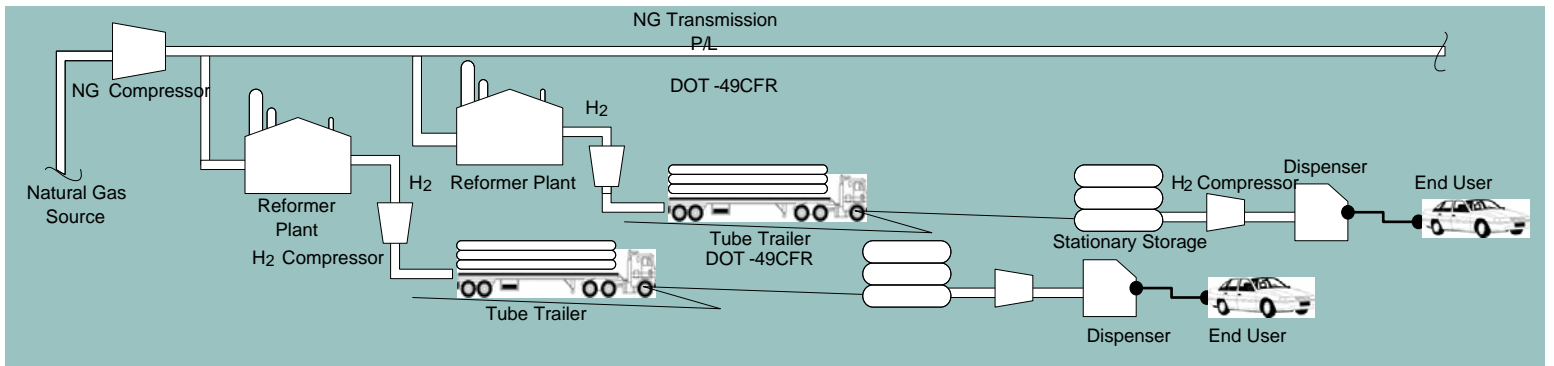 NG Transmission
P/L
DOT -49CFR
NG Compressor
Natural Gas
Source
Reformer
Plant
H2
H2 Compressor
Reformer Plant
H2
Tube Trailer
DOT -49CFR
Tube Trailer
Stationary Storage
H2 Compressor
Dispenser
End User
Dispenser
End User